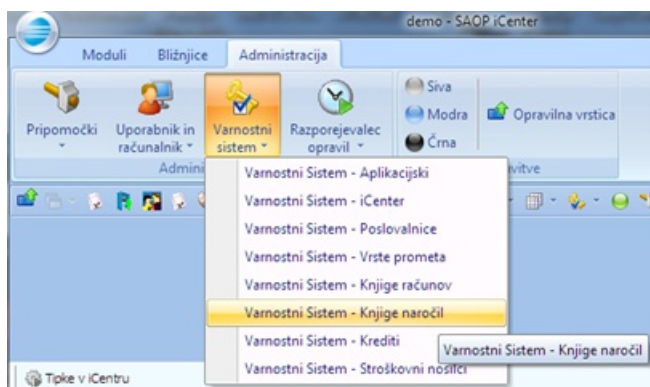 demo - SAOP iCenter
Moduli Bližnjice Administracija
Pripomočki
Uporabnik in
računalnik
Varnostni
sistem
Razporejevalec
opravil
Siva
Modra
Črna
Opravilna vrstica
Admini
vitve
Varnostni Sistem - Aplikacijski
Varnostni Sistem - iCenter
Varnostni Sistem - Poslovalnice
Varnostni Sistem - Vrste prometa
Varnostni Sistem - Knjige računov
Varnostni Sistem - Knjige naročil
Varnostni Sistem - Krediti
Varnostni Sistem - Knjige naročil
Varnostni Sistem - Stroškovni nosilci
Tipke v iCentru